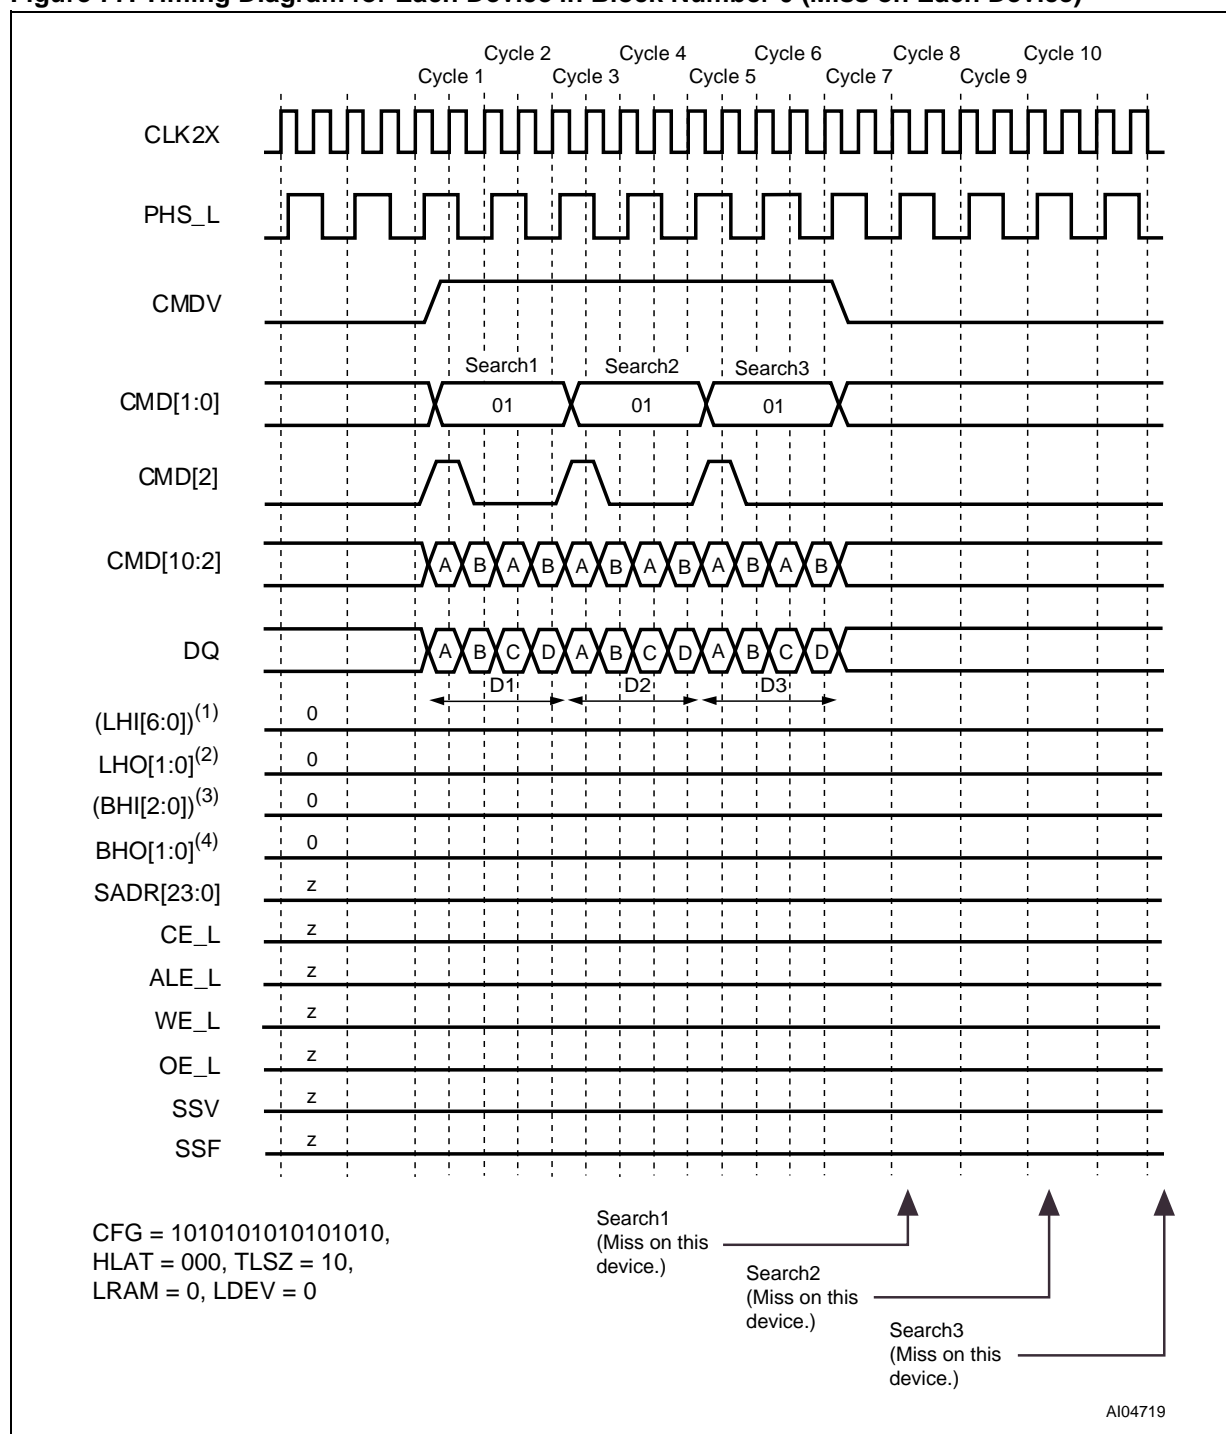 Timing Diagram for Each Device in Block Number (Miss on Each Device)
Cycle 2 Cycle 4 Cycle 6 Cycle 8 Cycle 10
Cycle 1 Cycle 3 Cycle 5 Cycle 7 Cycle 9
CLK2X
PHS_L
CMDV
Search1 Search2 Search3
CMD[1:0] 01 01 01
CMD[2]
CMD[10:2] A B A B A B A B A B A B
DQ A B C D A B C D A B C D
D1 D2 D3
(LHI[6:0])(1) 0
LHO[1:0](2) 0
(BHI[2:0])(3) 0
BHO[1:0](4) 0
SADR[23:0] z
CE_L z
ALE_L z
WE_L z
OE_L z
SSV z
SSF z
CFG = 1010101010101010,
HLAT = 000, TLSZ = 10,
LRAM = 0, LDEV = 0
Search1
(Miss on this
device.)
Search2
(Miss on this
device.)
Search3
(Miss on this
device.)
AI04719